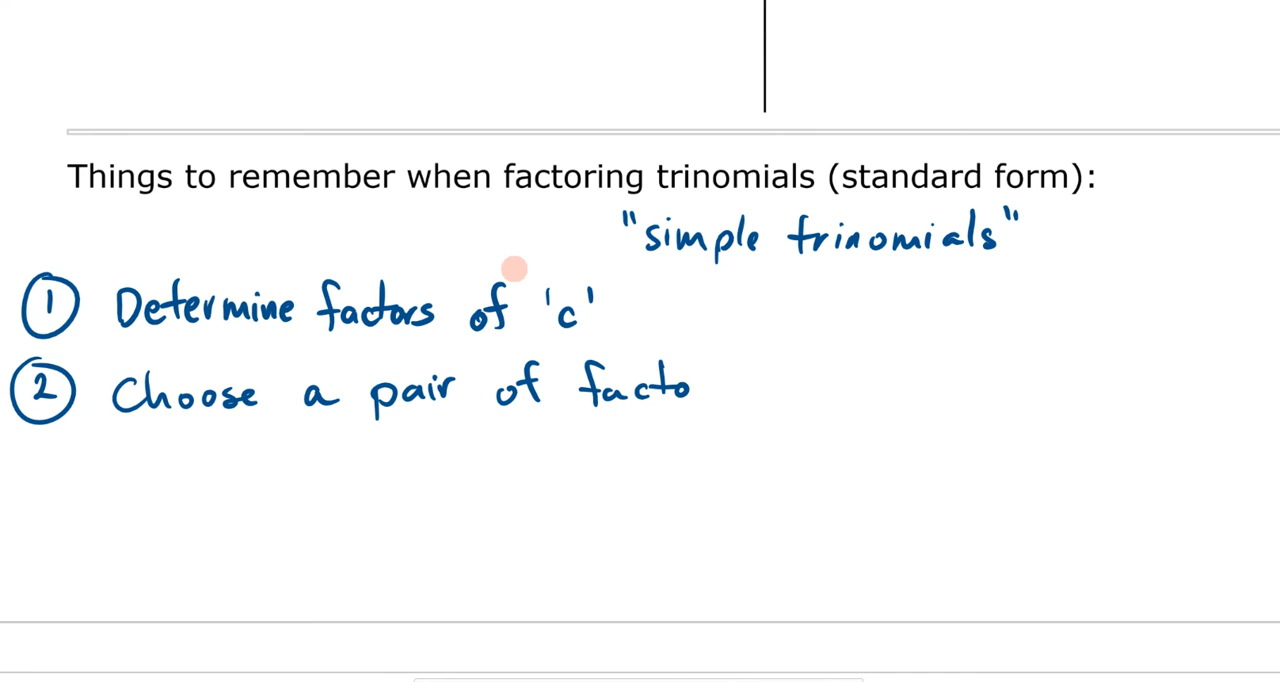 Things to remember when factoring trinomials (standard form):
"simple trinomials"
① Determine factors of 'c'
② Choose a pair of facto